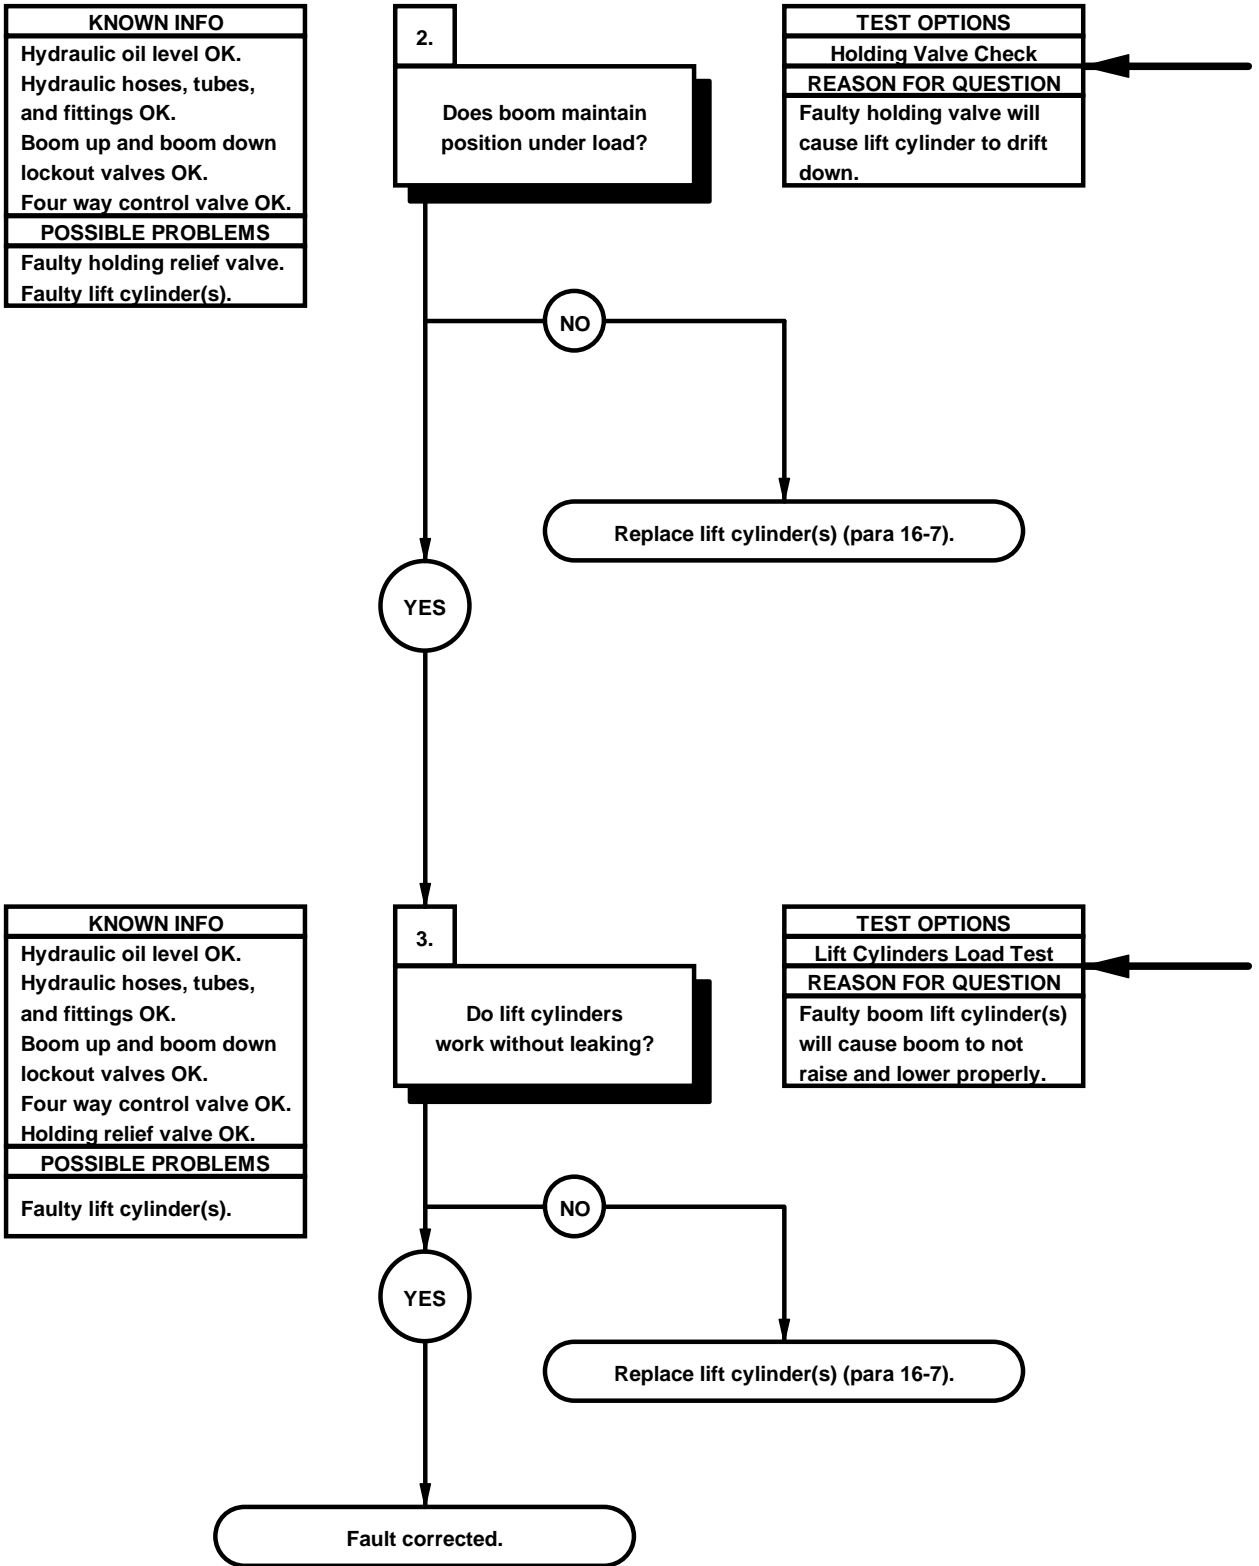 KNOWN INFO
Hydraulic oil level OK.
Hydraulic hoses, tubes,
and fittings OK.
Boom up and boom down
lockout valves OK.
Four way control valve OK.
POSSIBLE PROBLEMS
Faulty holding relief valve.
Faulty lift cylinder(s).
2.
Does boom maintain
position under load?
TEST OPTIONS
Holding Valve Check
REASON FOR QUESTION
Faulty holding valve will
cause lift cylinder to drift
down.
NO
Replace lift cylinder(s) (para 16-7).
YES
KNOWN INFO
Hydraulic oil level OK.
Hydraulic hoses, tubes,
and fittings OK.
Boom up and boom down
lockout valves OK.
Four way control valve OK.
Holding relief valve OK.
POSSIBLE PROBLEMS
Faulty lift cylinder(s).
3.
Do lift cylinders
work without leaking?
TEST OPTIONS
Lift Cylinders Load Test
REASON FOR QUESTION
Faulty boom lift cylinder(s)
will cause boom to not
raise and lower properly.
NO
YES
Replace lift cylinder(s) (para 16-7).
Fault corrected.